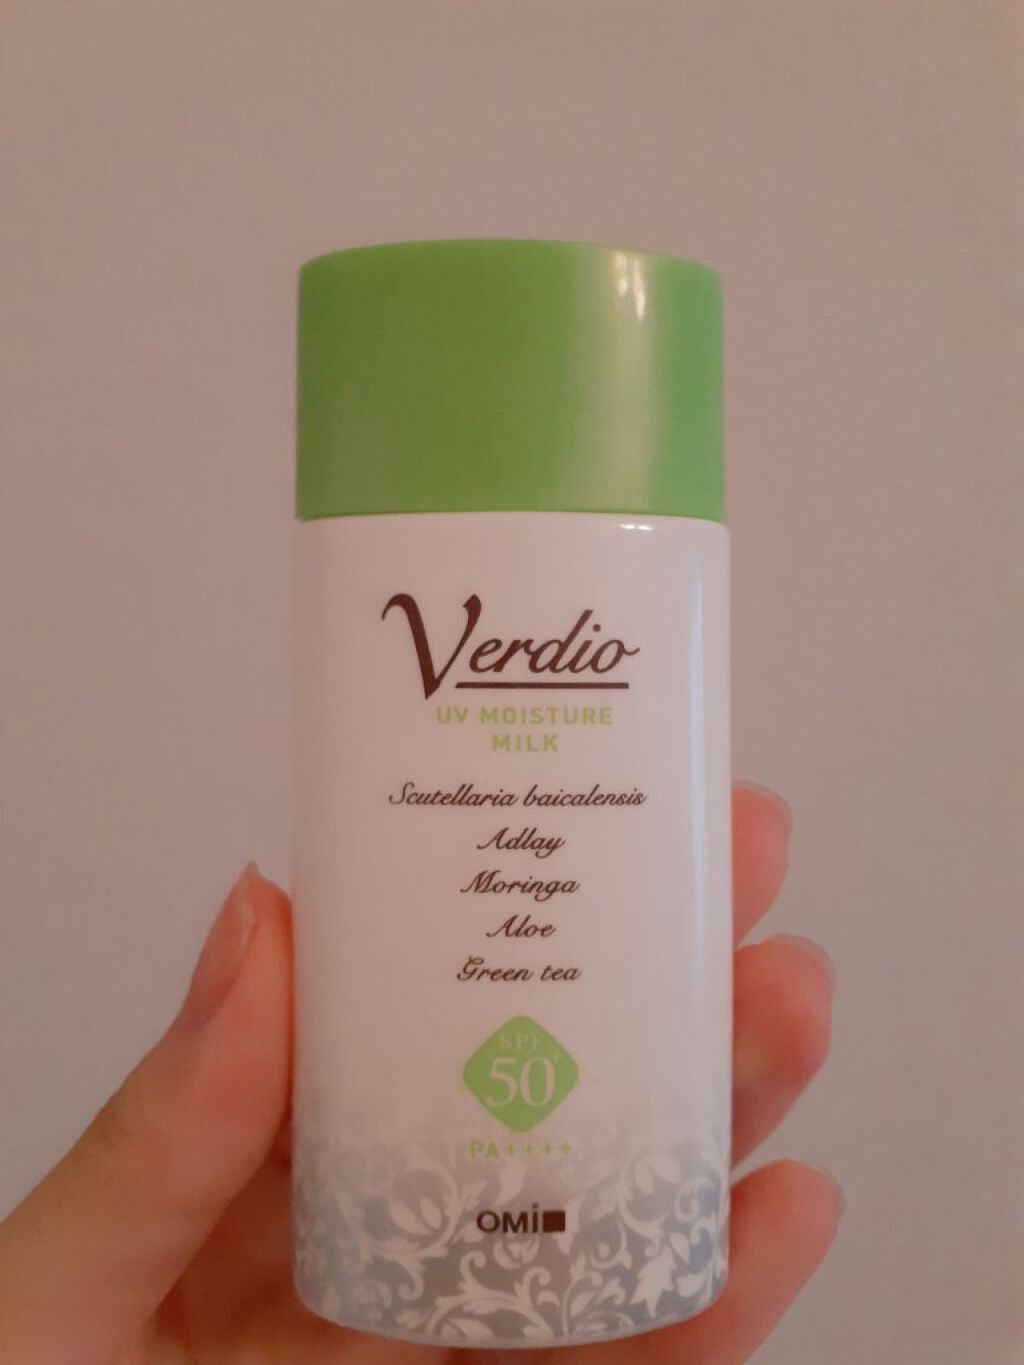 Verdio
UV MOISTURE
MILK
Scutellaria baicalensis
Adlay
Moringa
Aloe
Green tea
SPF
50+
PA++++
OMI